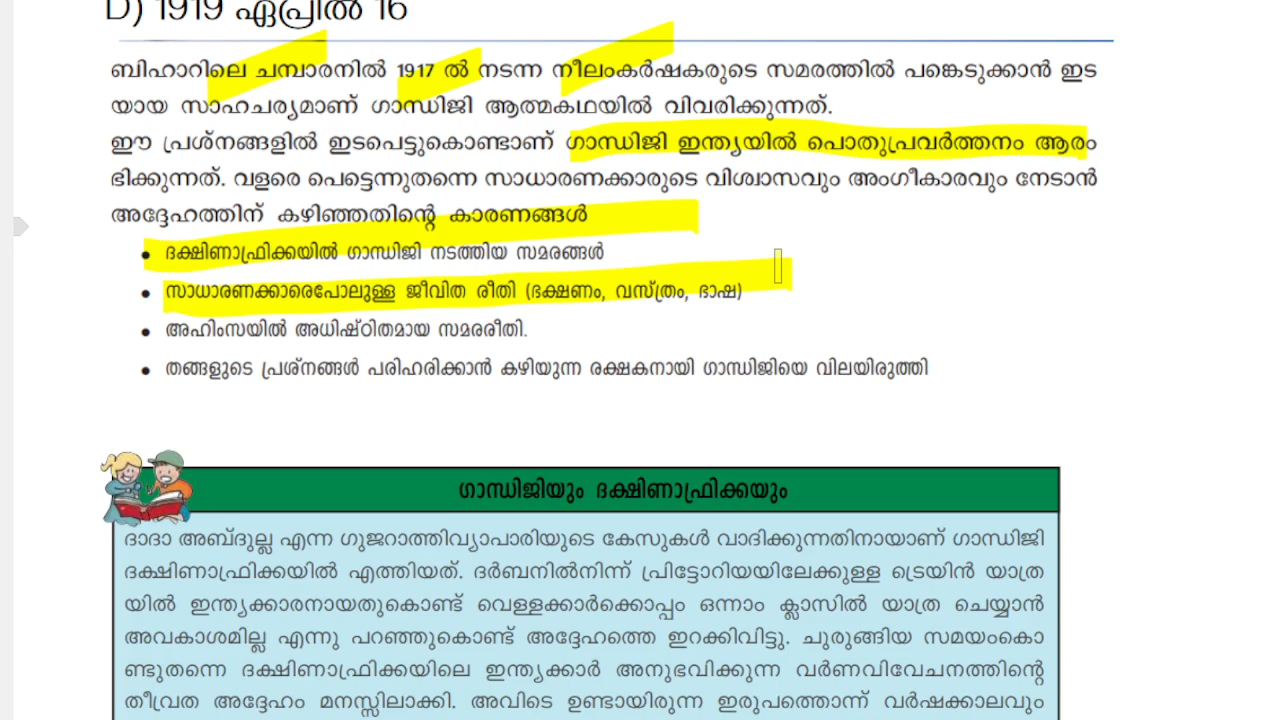 D) 1919 ഏപ്രിൽ 16
ബിഹാറിലെ ചമ്പാരനിൽ 1917 ൽ നടന്ന നീലംകർഷകരുടെ സമരത്തിൽ പങ്കെടുക്കാൻ ഇട
യായ സാഹചര്യമാണ് ഗാന്ധിജി ആത്മകഥയിൽ വിവരിക്കുന്നത്.
ഈ പ്രശ്നങ്ങളിൽ ഇടപെട്ടുകൊണ്ടാണ് ഗാന്ധിജി ഇന്ത്യയിൽ പൊതുപ്രവർത്തനം ആരം
ഭിക്കുന്നത്. വളരെ പെട്ടെന്നുതന്നെ സാധാരണക്കാരുടെ വിശ്വാസവും അംഗീകാരവും നേടാൻ
അദ്ദേഹത്തിന് കഴിഞ്ഞതിന്റെ കാരണങ്ങൾ
• ദക്ഷിണാഫ്രിക്കയിൽ ഗാന്ധിജി നടത്തിയ സമരങ്ങൾ
• സാധാരണക്കാരെപോലുള്ള ജീവിത രീതി (ഭക്ഷണം, വസ്ത്രം, ഭാഷ)
• അഹിംസയിൽ അധിഷ്ഠിതമായ സമരരീതി.
• തങ്ങളുടെ പ്രശ്നങ്ങൾ പരിഹരിക്കാൻ കഴിയുന്ന രക്ഷകനായി ഗാന്ധിജിയെ വിലയിരുത്തി
ഗാന്ധിജിയും ദക്ഷിണാഫ്രിക്കയും
ദാദാ അബ്ദുല്ല എന്ന ഗുജറാത്തിവ്യാപാരിയുടെ കേസുകൾ വാദിക്കുന്നതിനായാണ് ഗാന്ധിജി
ദക്ഷിണാഫ്രിക്കയിൽ എത്തിയത്. ദർബനിൽനിന്ന് പ്രിട്ടോറിയയിലേക്കുള്ള ട്രെയിൻ യാത്ര
യിൽ ഇന്ത്യക്കാരനായതുകൊണ്ട് വെള്ളക്കാർക്കൊപ്പം ഒന്നാം ക്ലാസിൽ യാത്ര ചെയ്യാൻ
അവകാശമില്ല എന്നു പറഞ്ഞുകൊണ്ട് അദ്ദേഹത്തെ ഇറക്കിവിട്ടു. ചുരുങ്ങിയ സമയംകൊ
ണ്ടുതന്നെ ദക്ഷിണാഫ്രിക്കയിലെ ഇന്ത്യക്കാർ അനുഭവിക്കുന്ന വർണവിവേചനത്തിന്റെ
തീവ്രത അദ്ദേഹം മനസ്സിലാക്കി. അവിടെ ഉണ്ടായിരുന്ന ഇരുപത്തൊന്ന് വർഷക്കാലവും